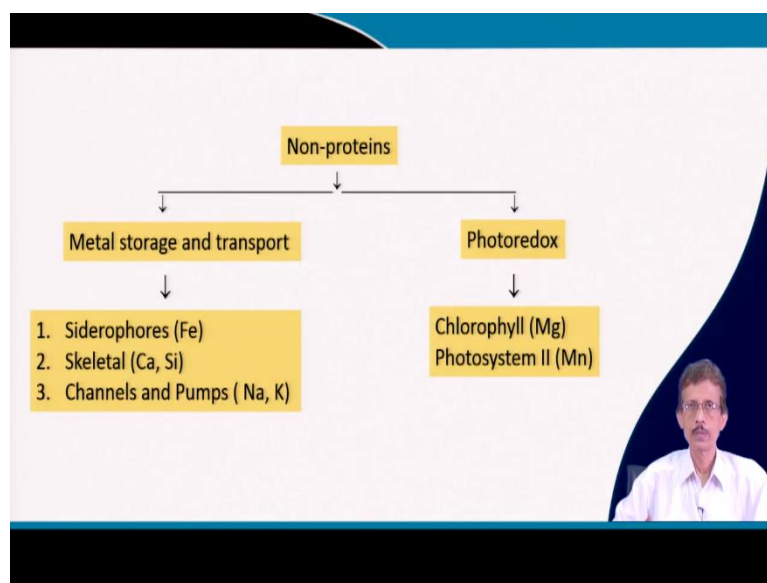 Non-proteins
Metal storage and transport
Photoredox
1. Siderophores (Fe)
2. Skeletal (Ca, Si)
3. Channels and Pumps ( Na, K)
Chlorophyll (Mg)
Photosystem II (Mn)